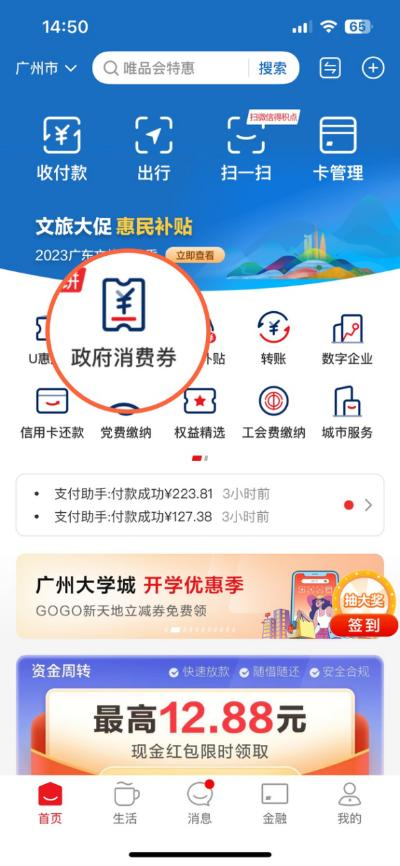 14:50
65
广州市
唯品会特惠
搜索
扫微信得积点
收付款
出行
扫一扫
卡管理
文旅大促 惠民补贴
2023广东文
季
立即查看
政府消费券
U惠
补贴
转账
数字企业
信用卡还款
党费缴纳
权益精选
工会费缴纳
城市服务
• 支付助手:付款成功¥223.81 3小时前
• 支付助手:付款成功¥127.38 3小时前
广州大学城 开学优惠季
GOGO新天地立减券免费领
抽大奖
签到
资金周转
快速放款
随借随还
安全合规
最高12.88元
现金红包限时领取
首页
生活
消息
金融
我的